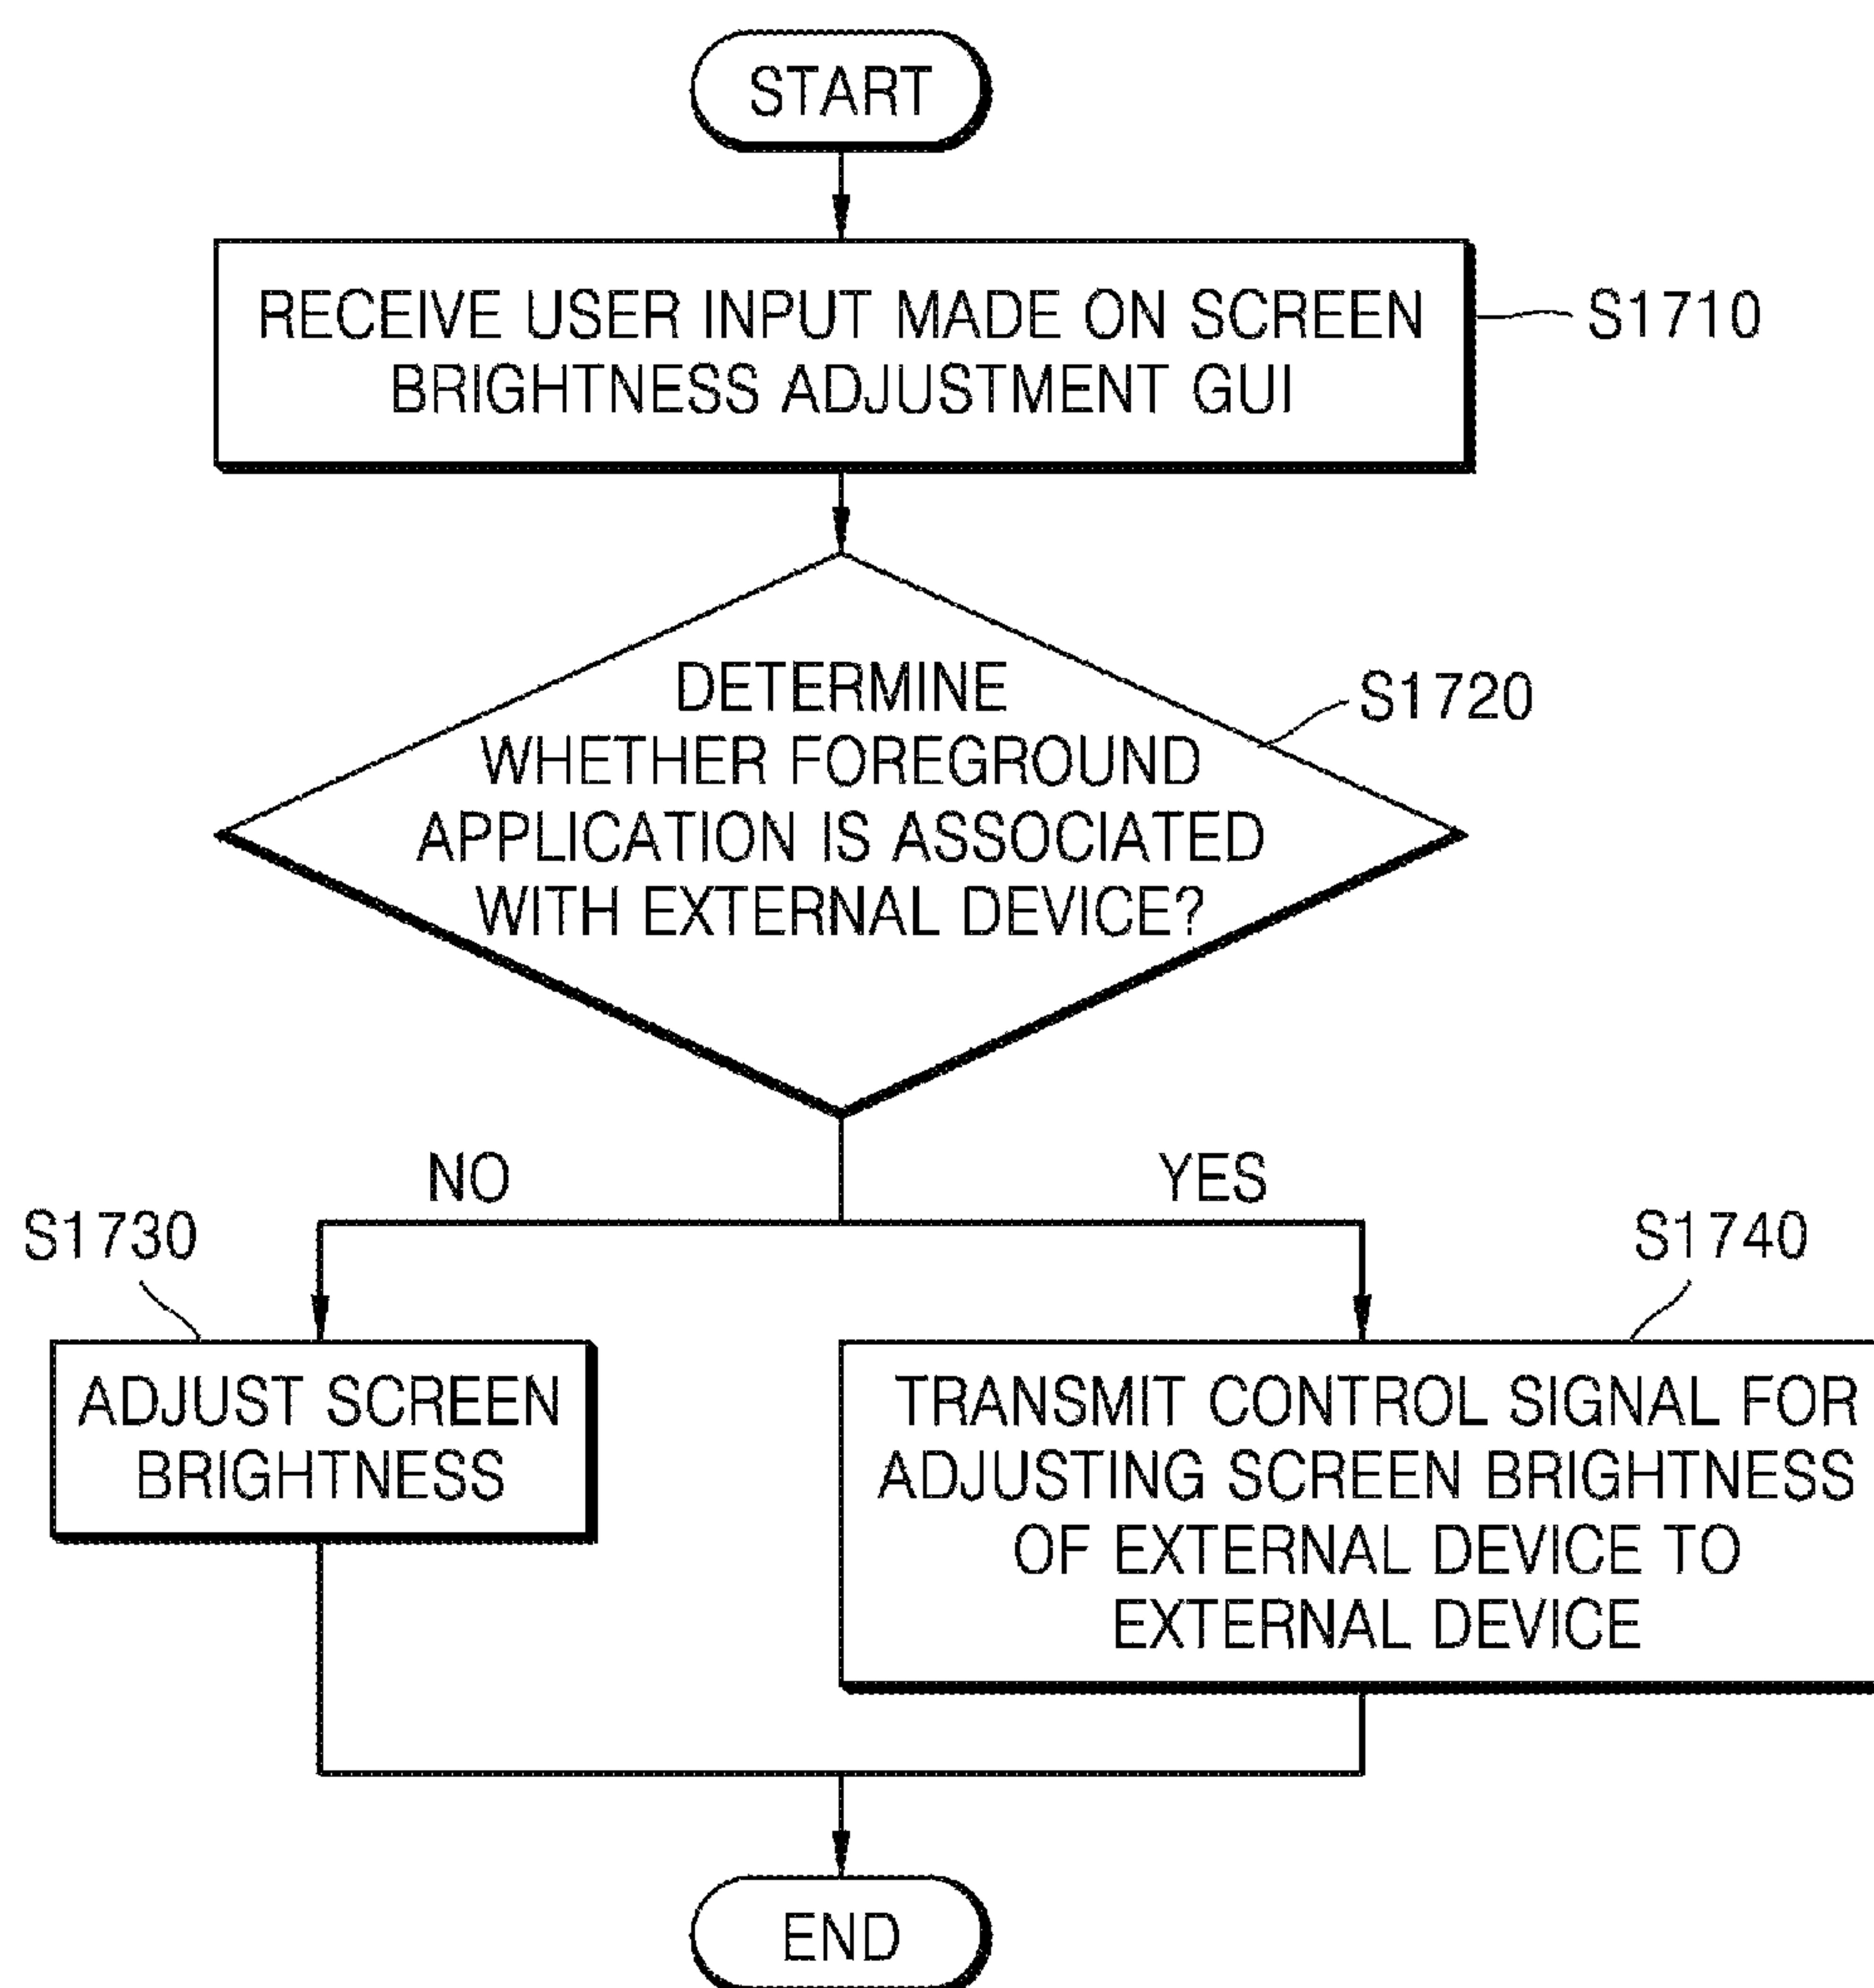 START
RECEIVE USER INPUT MADE ON SCREEN
BRIGHTNESS ADJUSTMENT GUI
S1710
DETERMINE
WHETHER FOREGROUND
APPLICATION IS ASSOCIATED
WITH EXTERNAL DEVICE?
S1720
NO
YES
S1730
S1740
ADJUST SCREEN
BRIGHTNESS
TRANSMIT CONTROL SIGNAL FOR
ADJUSTING SCREEN BRIGHTNESS
OF EXTERNAL DEVICE TO
EXTERNAL DEVICE
END